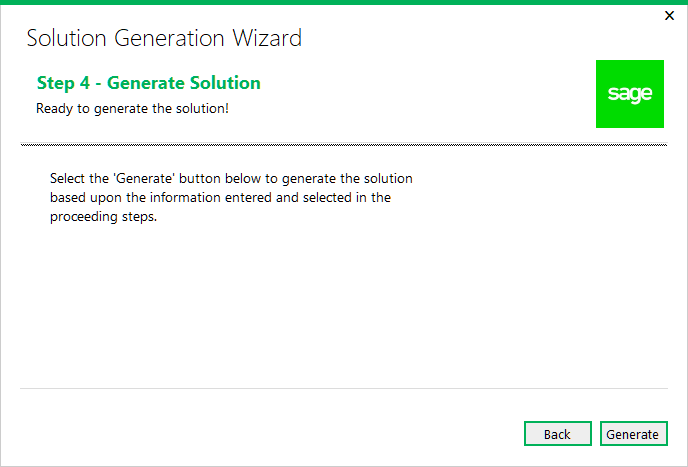 Solution Generation Wizard
Step 4 - Generate Solution
Ready to generate the solution!
sage
Select the 'Generate' button below to generate the solution
based upon the information entered and selected in the
proceeding steps.
Back
Generate